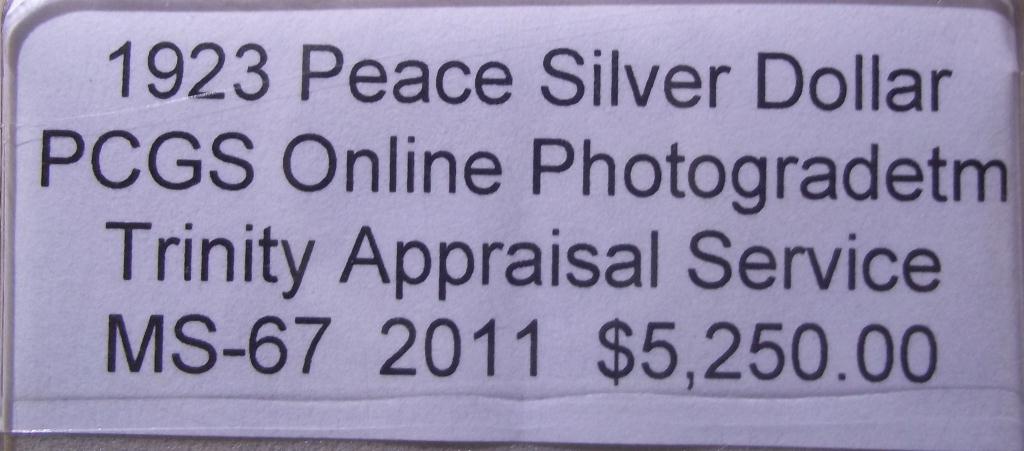 1923 Peace Silver Dollar
PCGS Online Photogradetm
Trinity Appraisal Service
MS-67 2011 $5,250.00